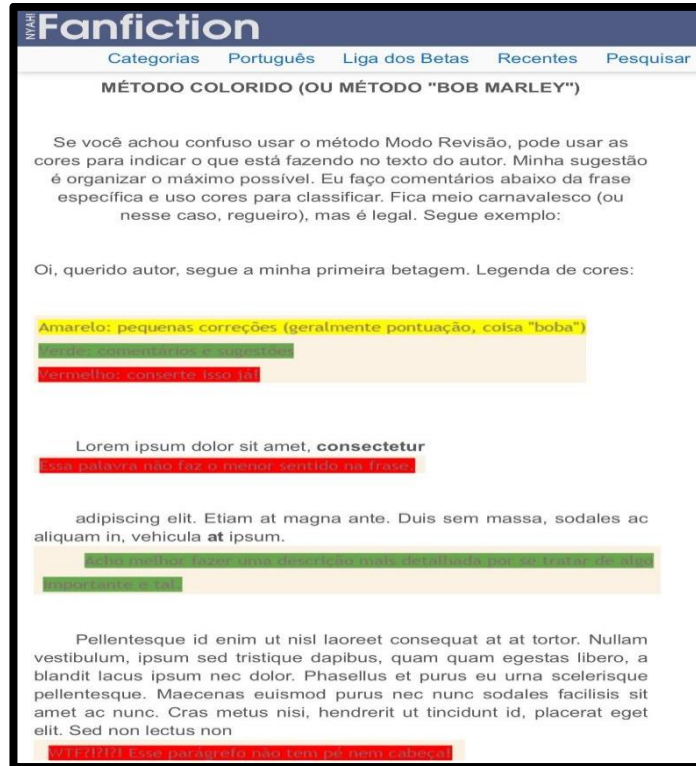 NYAH!
Fanfiction
Categorias Português Liga dos Betas Recentes Pesquisar
MÉTODO COLORIDO (OU MÉTODO "BOB MARLEY")
Se você achou confuso usar o método Modo Revisão, pode usar as
cores para indicar o que está fazendo no texto do autor. Minha sugestão
é organizar o máximo possível. Eu faço comentários abaixo da frase
específica e uso cores para classificar. Fica meio carnavalesco (ou
nesse caso, regueiro), mas é legal. Segue exemplo:
Oi, querido autor, segue a minha primeira betagem. Legenda de cores:
Amarelo: pequenas correções (geralmente pontuação, coisa "boba")
Verde: comentários e sugestões
Vermelho: conserte isso já!
Lorem ipsum dolor sit amet, consectetur
Essa palavra não faz o menor sentido na frase.
adipiscing elit. Etiam at magna ante. Duis sem massa, sodales ac
aliquam in, vehicula at ipsum.
Acho melhor fazer uma descrição mais detalhada por se tratar de algo
importante e tal.
Pellentesque id enim ut nisl laoreet consequat at at tortor. Nullam
vestibulum, ipsum sed tristique dapibus, quam quam egestas libero, a
blandit lacus ipsum nec dolor. Phasellus et purus eu urna scelerisque
pellentesque. Maecenas euismod purus nec nunc sodales facilisis sit
amet ac nunc. Cras metus nisi, hendrerit ut tincidunt id, placerat eget
elit. Sed non lectus non
WTF?!?!?! Esse parágrefo não tem pé nem cabeça!